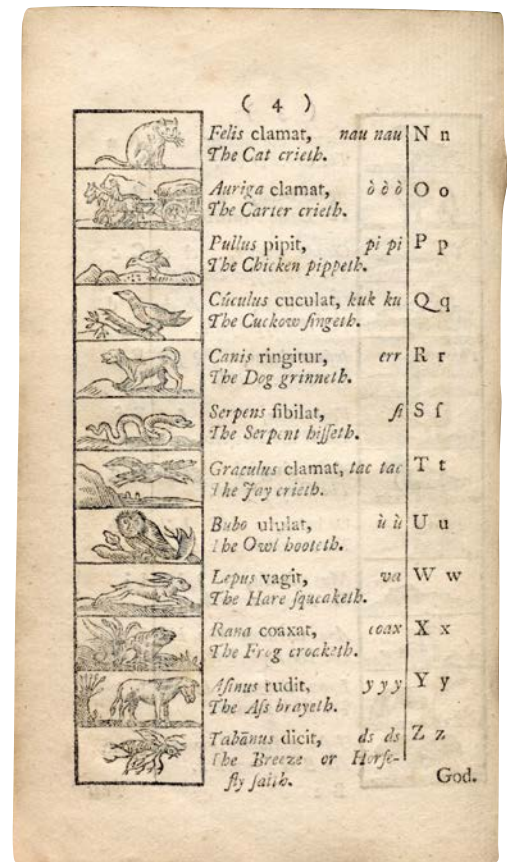 ( 4 )
Felis clamat, nau nau N n
The Cat crieth.
Auriga clamat, ò ò ò O o
The Carter crieth.
Pullus pipit, pi pi P p
The Chicken pippeth.
Cúculus cuculat, kuk ku Q q
The Cuckow ſingeth.
Canis ringitur, err R r
The Dog grinneth.
Serpens ſibilat, ſi S ſ
The Serpent hiſſeth.
Graculus clamat, tac tac T t
The Jay crieth.
Bubo ululat, ù ù U u
The Owl hooteth.
Lepus vagit, va W w
The Hare ſqueaketh.
Rana coaxat, coax X x
The Frog crocketh.
Aſinus rudit, y y y Y y
The Aſs brayeth.
Tabānus dicit, ds ds Z z
The Breeze or Horſe-
fly ſaith.
God.